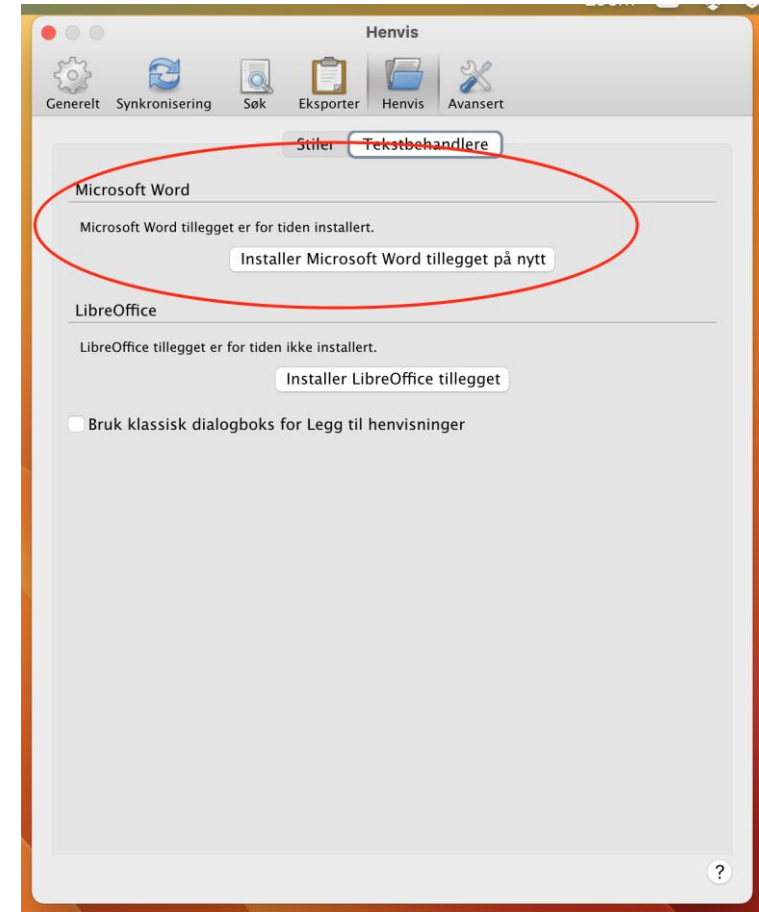 Henvis
Generelt Synkronisering Søk Eksporter Henvis Avansert
Stiler Tekstbehandlere
Microsoft Word
Microsoft Word tillegget er for tiden installert.
Installer Microsoft Word tillegget på nytt
LibreOffice
LibreOffice tillegget er for tiden ikke installert.
Installer LibreOffice tillegget
Bruk klassisk dialogboks for Legg til henvisninger
?